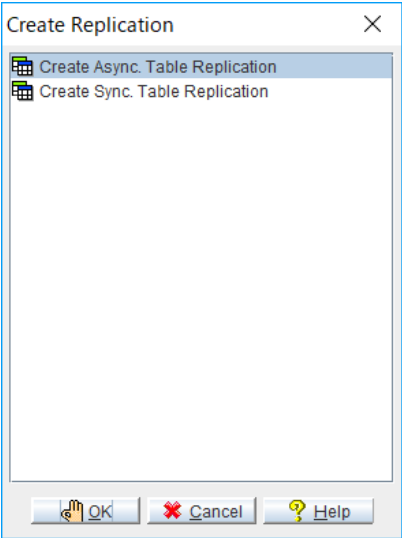 Create Replication
Create Async. Table Replication
Create Sync. Table Replication
OK Cancel Help